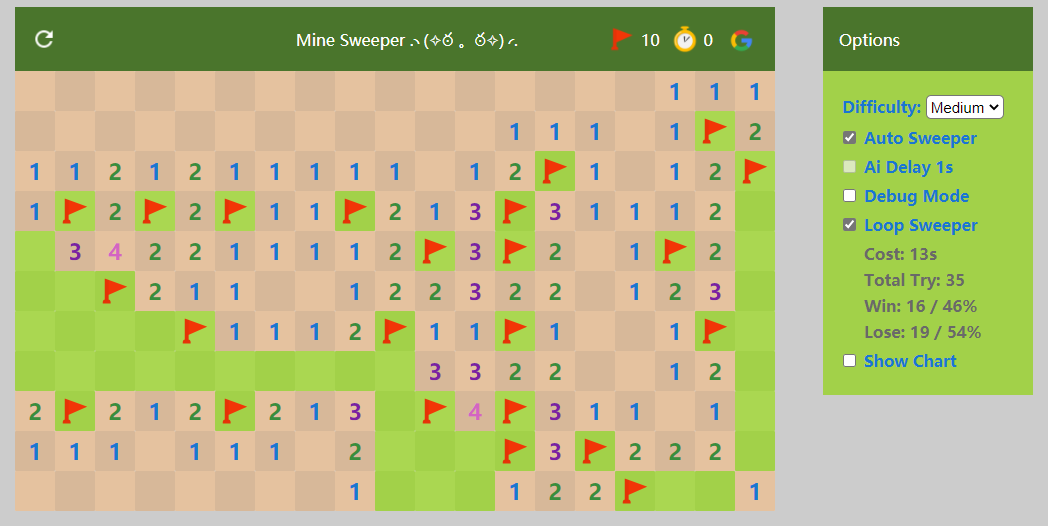 Mine Sweeper .◝(✧ఠ 。 ఠ✧)◜. 10 0
Options
1 1 1
Difficulty: Medium
1 1 1 1 2
Auto Sweeper
1 1 2 1 2 1 1 1 1 1 1 2 1 1 2
Ai Delay 1s
1 2 2 1 1 2 1 3 3 1 1 1 2
Debug Mode
Loop Sweeper
3 4 2 2 1 1 1 1 2 3 2 1 2
Cost: 13s
Total Try: 35
2 1 1 1 2 2 3 2 2 1 2 3
Win: 16 / 46%
1 1 1 2 1 1 1 1
Lose: 19 / 54%
3 3 2 2 1 2
Show Chart
2 2 1 2 2 1 3 4 3 1 1 1
1 1 1 1 1 1 2 3 2 2 2
1 1 2 2 1